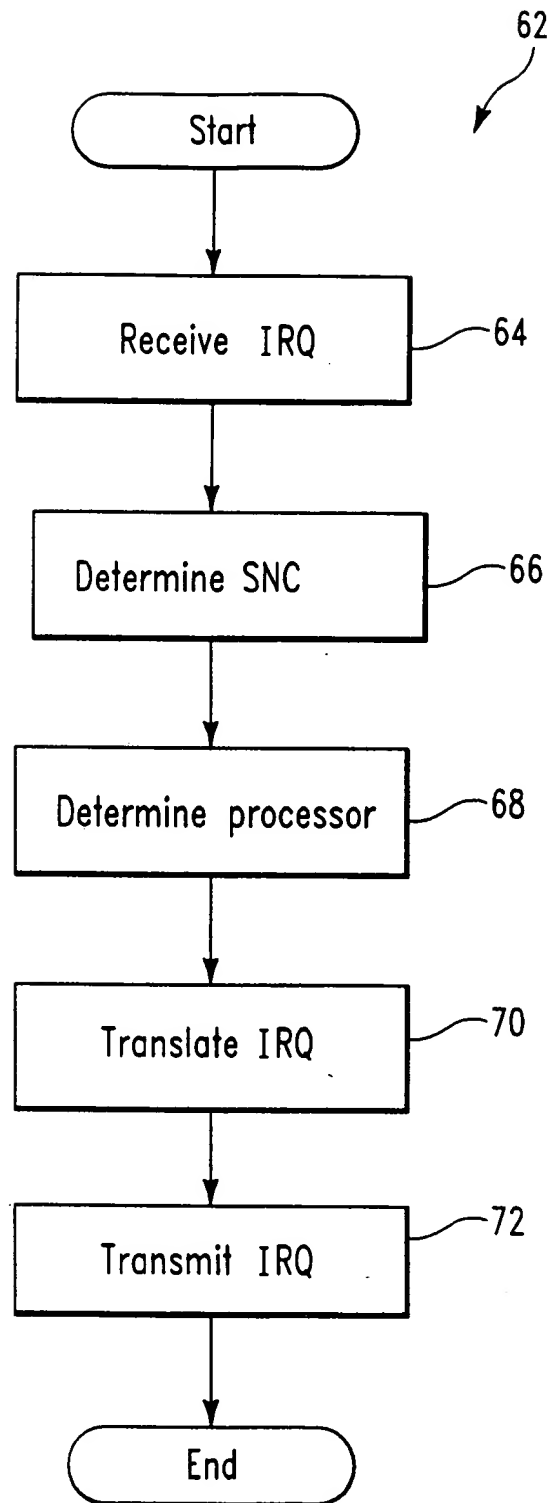 62
Start
Receive IRQ
64
Determine SNC
66
Determine processor
68
Translate IRQ
70
Transmit IRQ
72
End